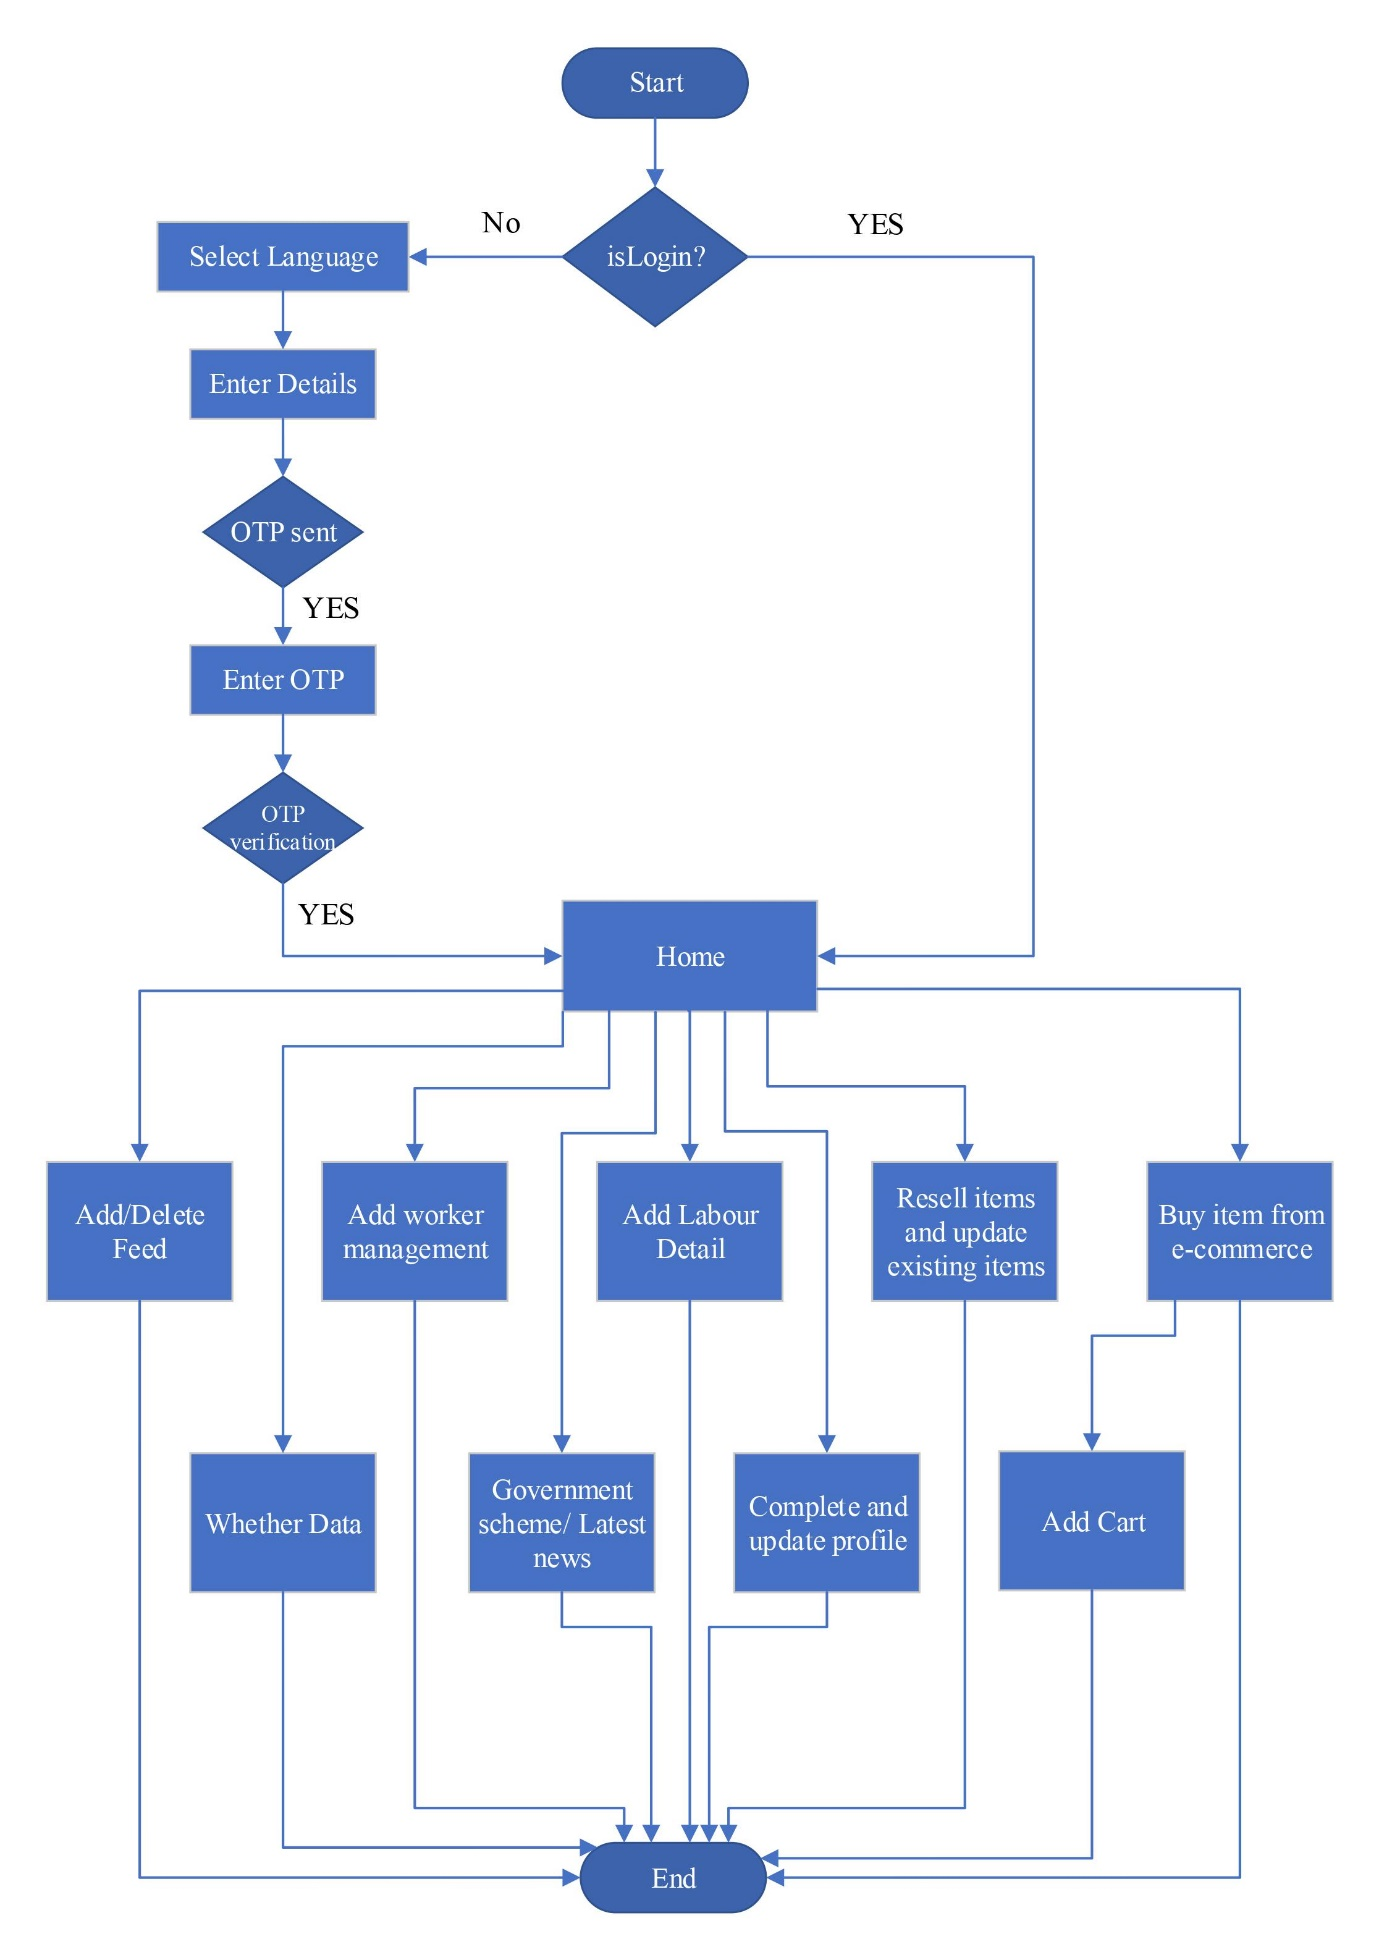 Start
No
YES
isLogin?
Select Language
Enter Details
OTP sent
YES
Enter OTP
OTP
verification
YES
Home
Add/Delete
Feed
Add worker
management
Add Labour
Detail
Resell items
and update
existing items
Buy item from
e-commerce
Whether Data
Government
scheme/ Latest
news
Complete and
update profile
Add Cart
End